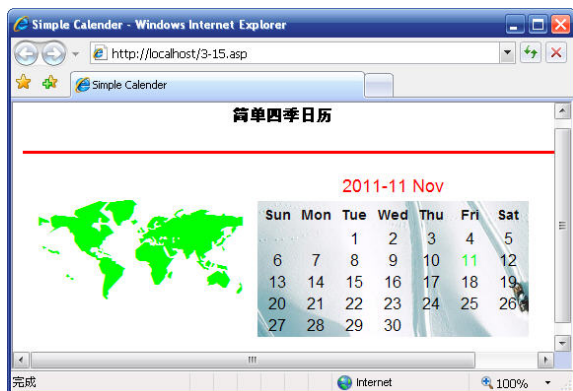 Simple Calender - Windows Internet Explorer
http://localhost/3-15.asp
Simple Calender
简单四季日历
2011-11 Nov
Sun Mon Tue Wed Thu Fri Sat
1 2 3 4 5
6 7 8 9 10 11 12
13 14 15 16 17 18 19
20 21 22 23 24 25 26
27 28 29 30
完成 Internet 100%